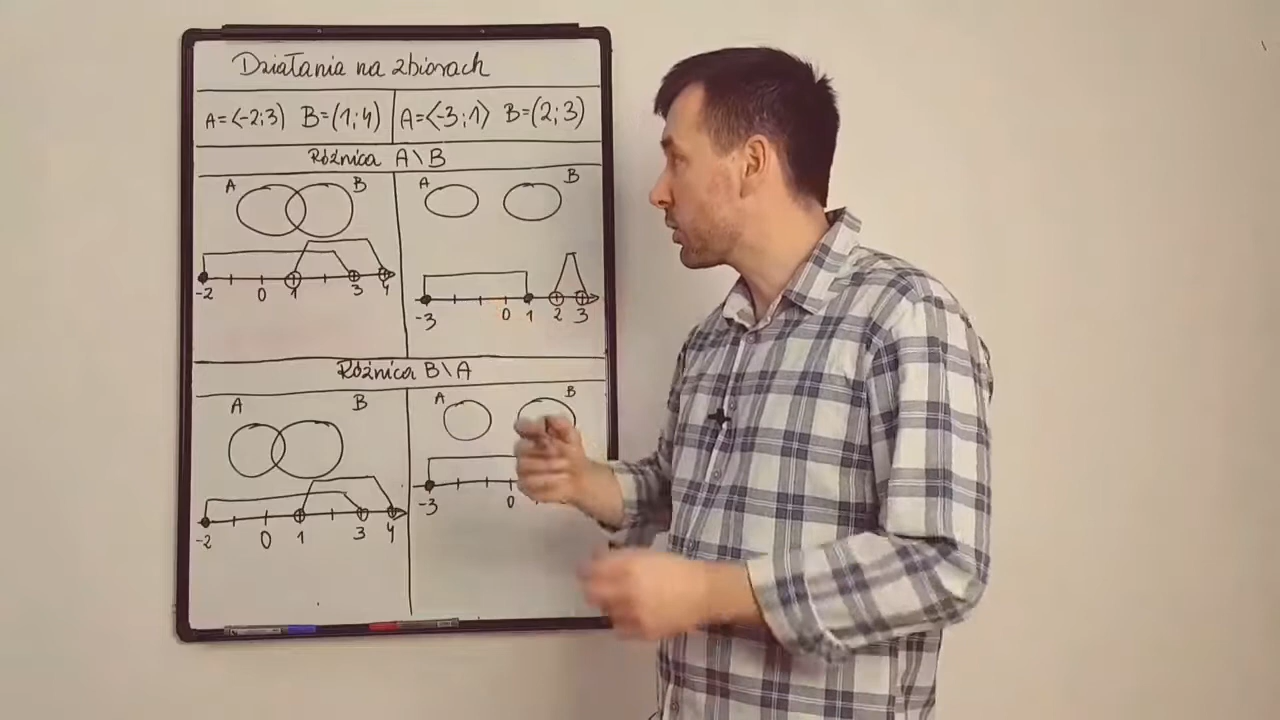 Działania na zbiorach
A=⟨-2;3) B=(1;4) A=⟨-3;1⟩ B=(2;3)
Różnica A\B
A B A B
-2 0 1 3 4
-3 0 1 2 3
Różnica B\A
A B A B
-2 0 1 3 4
-3 0